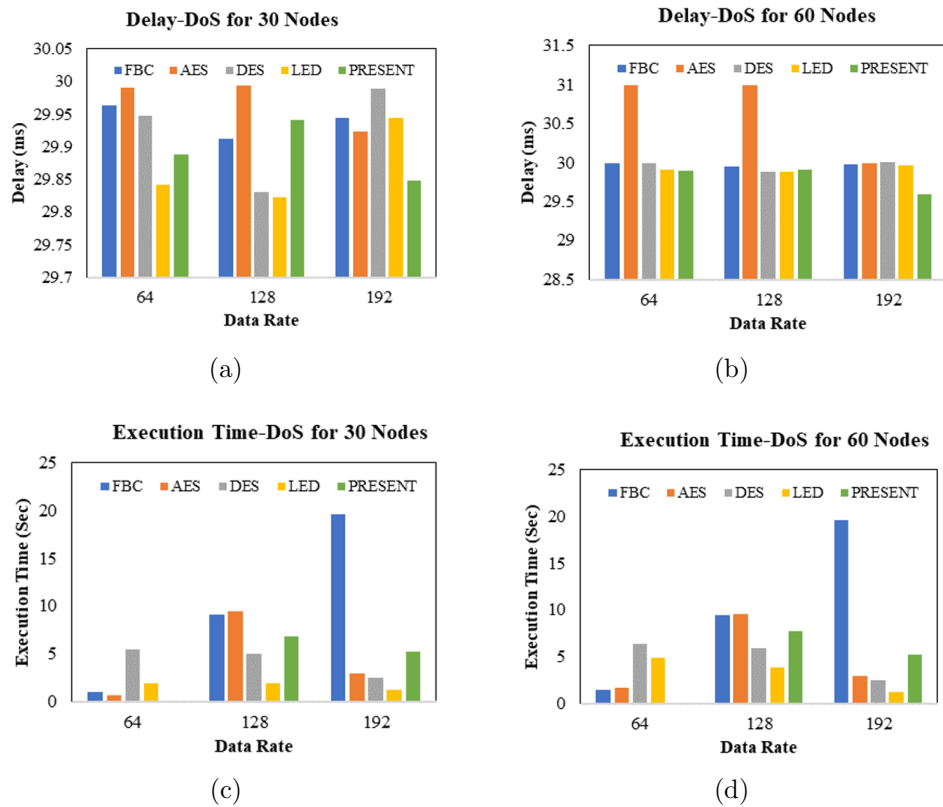 Delay-DoS for 30 Nodes
30.05
30
29.95
29.9
29.85
29.8
29.75
29.7
Delay (ms)
FBC AES DES LED PRESENT
64 128 192
Data Rate
(a)
Delay-DoS for 60 Nodes
31.5
31
30.5
30
29.5
29
28.5
Delay (ms)
FBC AES DES LED PRESENT
64 128 192
Data Rate
(b)
Execution Time-DoS for 30 Nodes
25
20
15
10
5
0
Execution Time (Sec)
FBC AES DES LED PRESENT
64 128 192
Data Rate
(c)
Execution Time-DoS for 60 Nodes
25
20
15
10
5
0
Execution Time (Sec)
FBC AES DES LED PRESENT
64 128 192
Data Rate
(d)